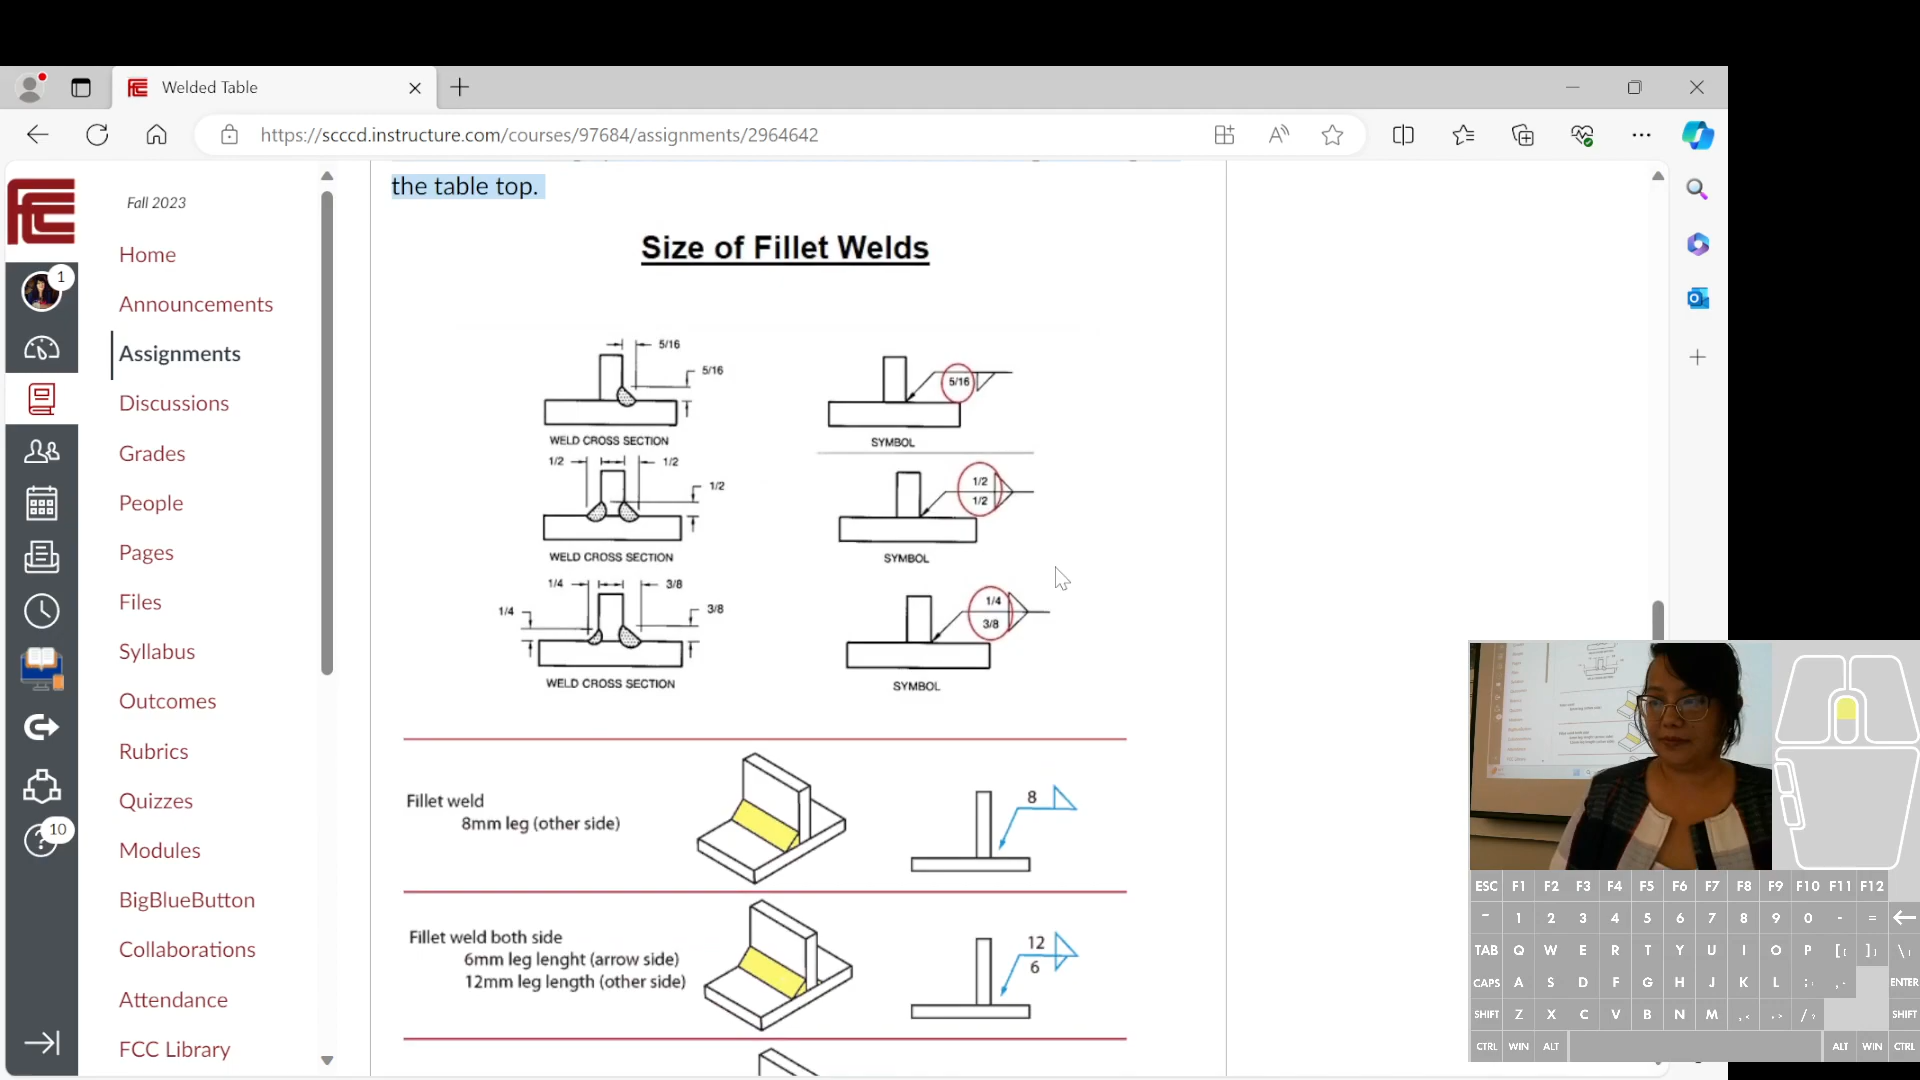 Welded Table
https://scccd.instructure.com/courses/97684/assignments/2964642
1
10
Fall 2023
Home
Announcements
Assignments
Discussions
Grades
People
Pages
Files
Syllabus
Outcomes
Rubrics
Quizzes
Modules
BigBlueButton
Collaborations
Attendance
FCC Library
the table top.
Size of Fillet Welds
5/16
5/16
WELD CROSS SECTION
5/16
SYMBOL
1/2 1/2
1/2
WELD CROSS SECTION
1/2
1/2
SYMBOL
1/4 3/8
1/4 3/8
WELD CROSS SECTION
1/4
3/8
SYMBOL
Fillet weld
8mm leg (other side)
8
Fillet weld both side
6mm leg lenght (arrow side)
12mm leg length (other side)
12
6
ESC F1 F2 F3 F4 F5 F6 F7 F8 F9 F10 F11 F12
1 2 3 4 5 6 7 8 9 0 - =
TAB Q W E R T Y U I O P [ ] \
CAPS A S D F G H J K L ; ENTER
SHIFT Z X C V B N M , . / ? SHIFT
CTRL WIN ALT ALT WIN CTRL